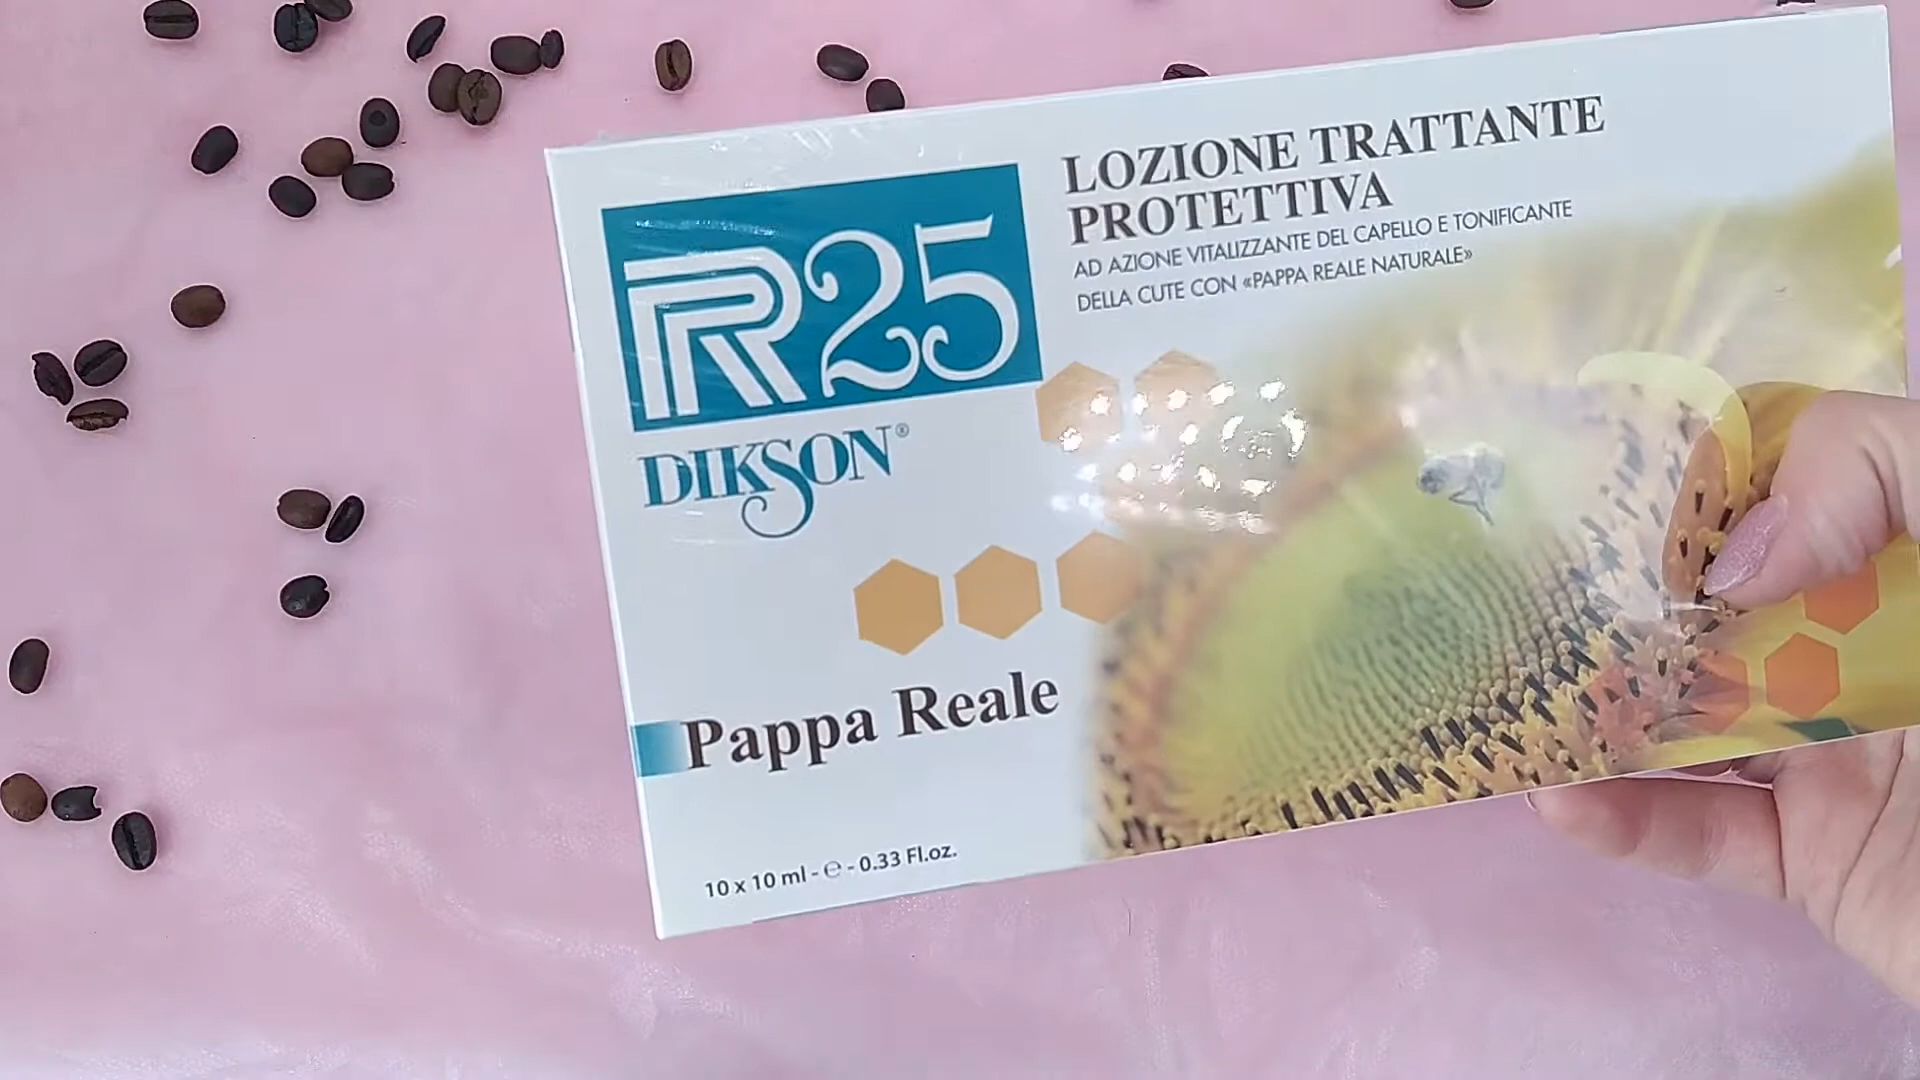 PR25
DIKSON®
LOZIONE TRATTANTE
PROTETTIVA
AD AZIONE VITALIZZANTE DEL CAPELLO E TONIFICANTE
DELLA CUTE CON «PAPPA REALE NATURALE»
Pappa Reale
10 x 10 ml - ℮ - 0.33 Fl.oz.